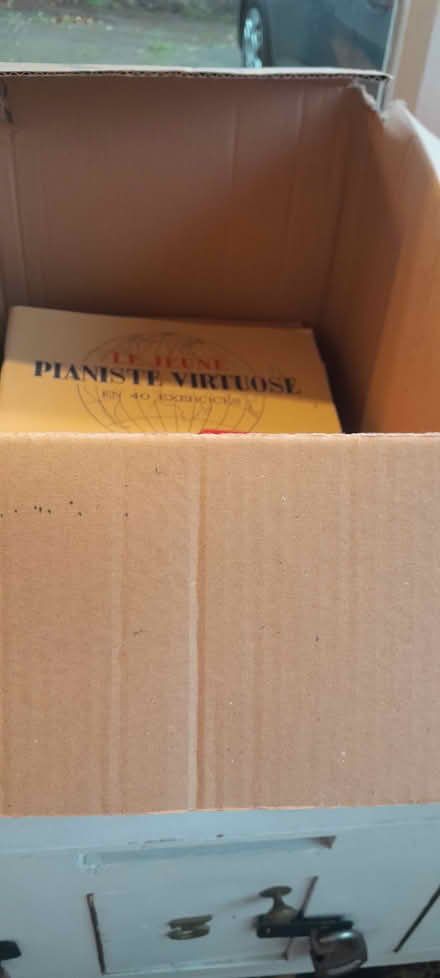 LE JEUNE
PIANISTE VIRTUOSE
EN 40 EXERCICES